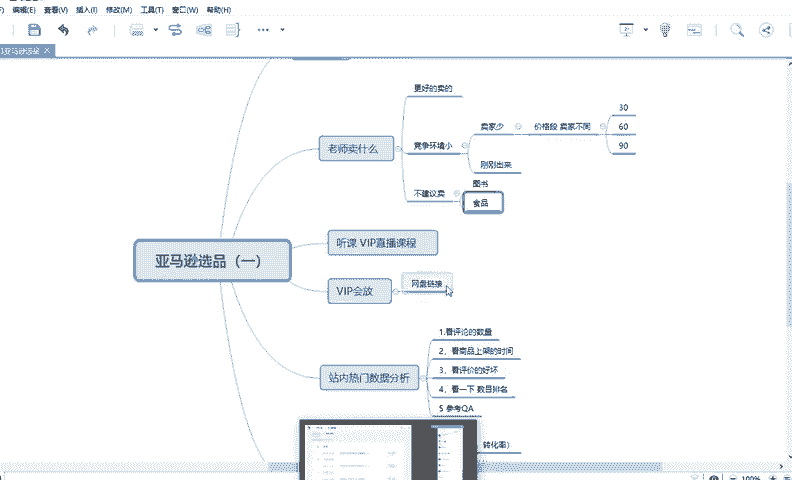 编辑(E) 查看(V) 插入(I) 修改(M) 工具(T) 窗口(W) 帮助(H)
亚马逊选品
更好的卖的
老师卖什么
竞争环境小
卖家少
价格段 卖家不同
30
60
90
刚刚出来
不建议卖
图书
食品
亚马逊选品（一）
听课 VIP直播课程
VIP会放
网盘链接
站内热门数据分析
1.看评论的数量
2，看商品上架的时间
3，看评价的好坏
4，看一下 类目排名
5 参考QA
转化率）
100%